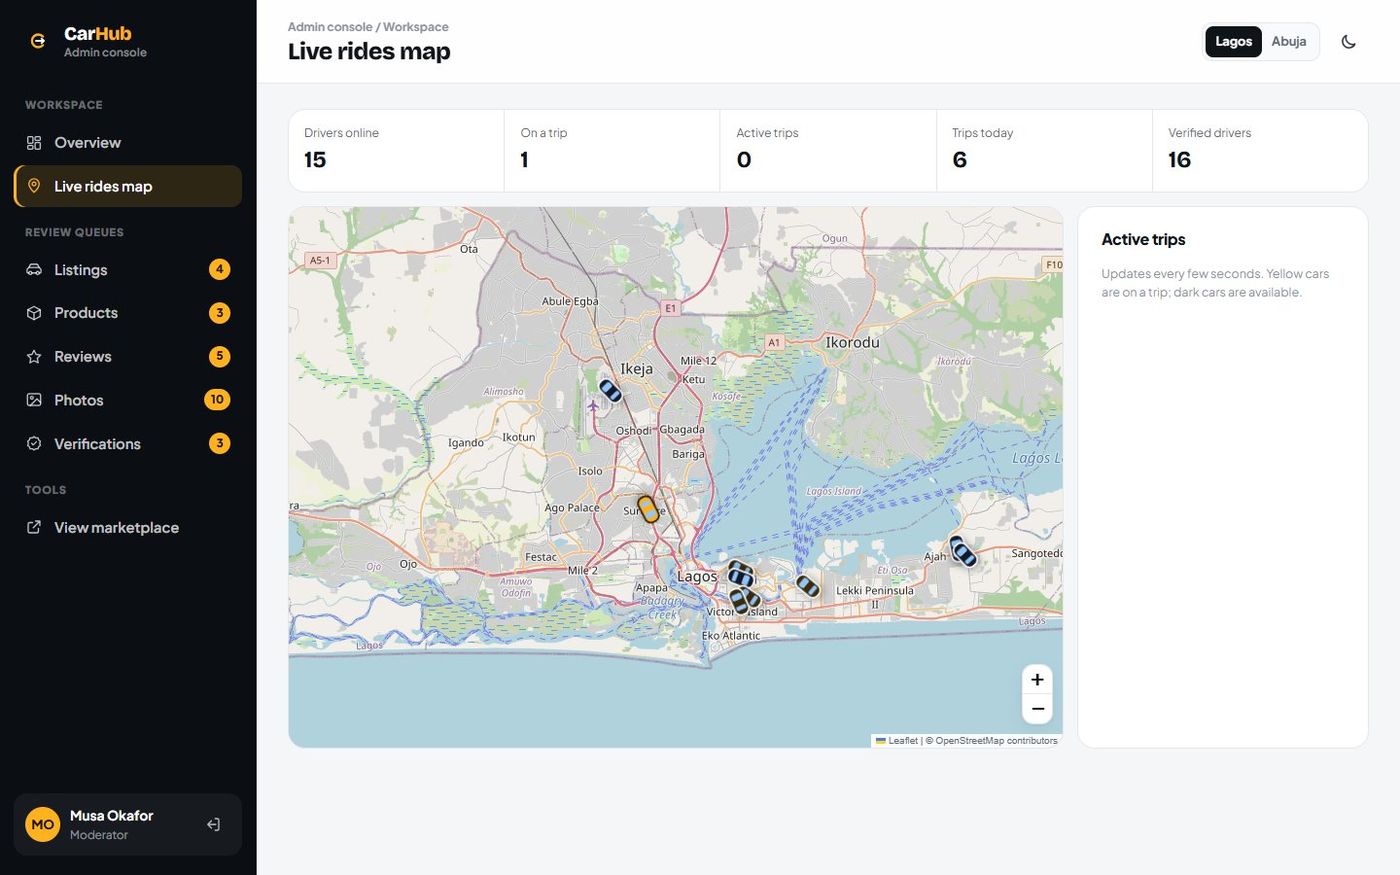 CarHub
Admin console
WORKSPACE
Overview
Live rides map
REVIEW QUEUES
Listings 4
Products 3
Reviews 5
Photos 10
Verifications 3
TOOLS
View marketplace
MO
Musa Okafor
Moderator
Admin console / Workspace
Live rides map
Lagos Abuja
Drivers online
15
On a trip
1
Active trips
0
Trips today
6
Verified drivers
16
Ogun
Ota
A5-1
F10
Abule Egba
E1
A1
Ikorodu
Mile 12
Ikeja
Ikorodu
Ketu
Alimosho
Kosofe
Oshodi
Gbagada
Igando
Ikotun
Bariga
Isolo
Lagos Island
Ago Palace
Festac
Ajah
Ojo
Ojo
Mile 2
Lagos
Eti Osa
Amuwo
Odofin
Apapa
Lekki Peninsula
II
Badagry
Creek
Lagos
Eko Atlantic
Lagos
+
−
Leaflet | © OpenStreetMap contributors
Active trips
Updates every few seconds. Yellow cars
are on a trip; dark cars are available.